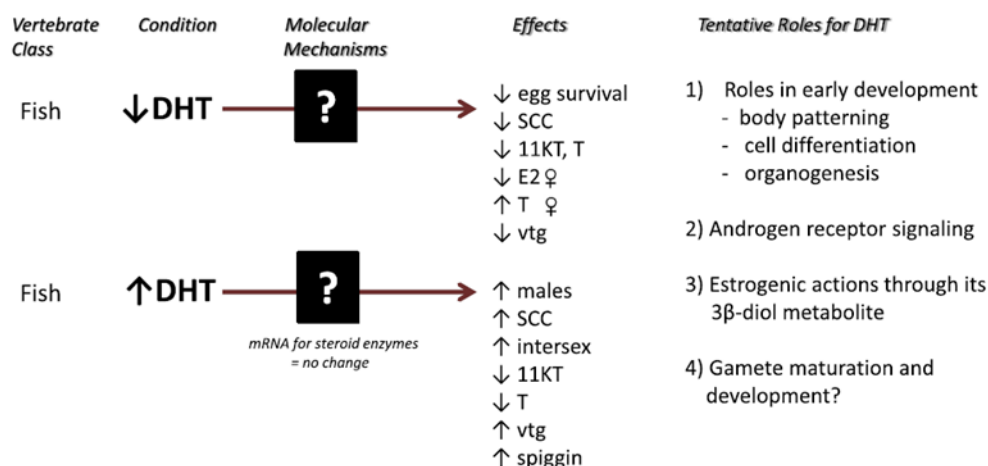 Vertebrate Class
Condition
Molecular Mechanisms
Effects
Tentative Roles for DHT
Fish
↓DHT
?
↓ egg survival
↓ SCC
↓ 11KT, T
↓ E2 ♀
↑ T ♀
↓ vtg
Fish
↑DHT
?
mRNA for steroid enzymes
= no change
↑ males
↑ SCC
↑ intersex
↓ 11KT
↓ T
↑ vtg
↑ spiggin
1) Roles in early development
- body patterning
- cell differentiation
- organogenesis
2) Androgen receptor signaling
3) Estrogenic actions through its
3β-diol metabolite
4) Gamete maturation and
development?